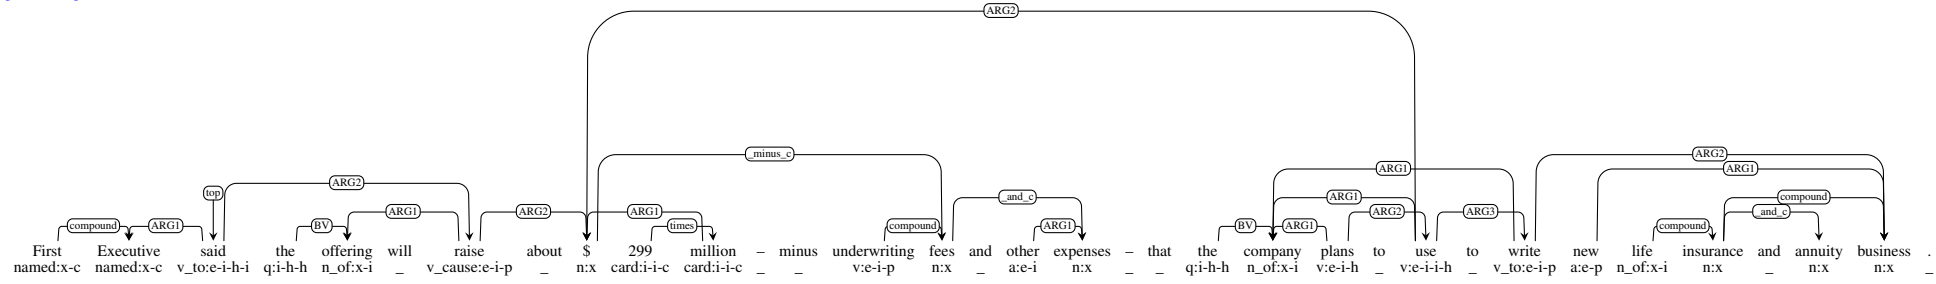 ARG2
_minus_c
ARG2
ARG1
ARG1
top
ARG2
_and_c
ARG1
compound
compound
ARG1
BV
ARG1
ARG2
ARG1
times
compound
ARG1
BV
ARG1
ARG2
ARG3
compound
_and_c
First Executive said the offering will raise about $ 299 million – minus underwriting fees and other expenses – that the company plans to use to write new life insurance and annuity business .
named:x-c named:x-c v_to:e-i-h-i q:i-h-h n_of:x-i _ v_cause:e-i-p _ n:x card:i-i-c card:i-i-c _ _ v:e-i-p n:x _ a:e-i n:x _ _ q:i-h-h n_of:x-i v:e-i-h _ v:e-i-i-h _ v_to:e-i-p a:e-p n_of:x-i n:x _ n:x n:x _